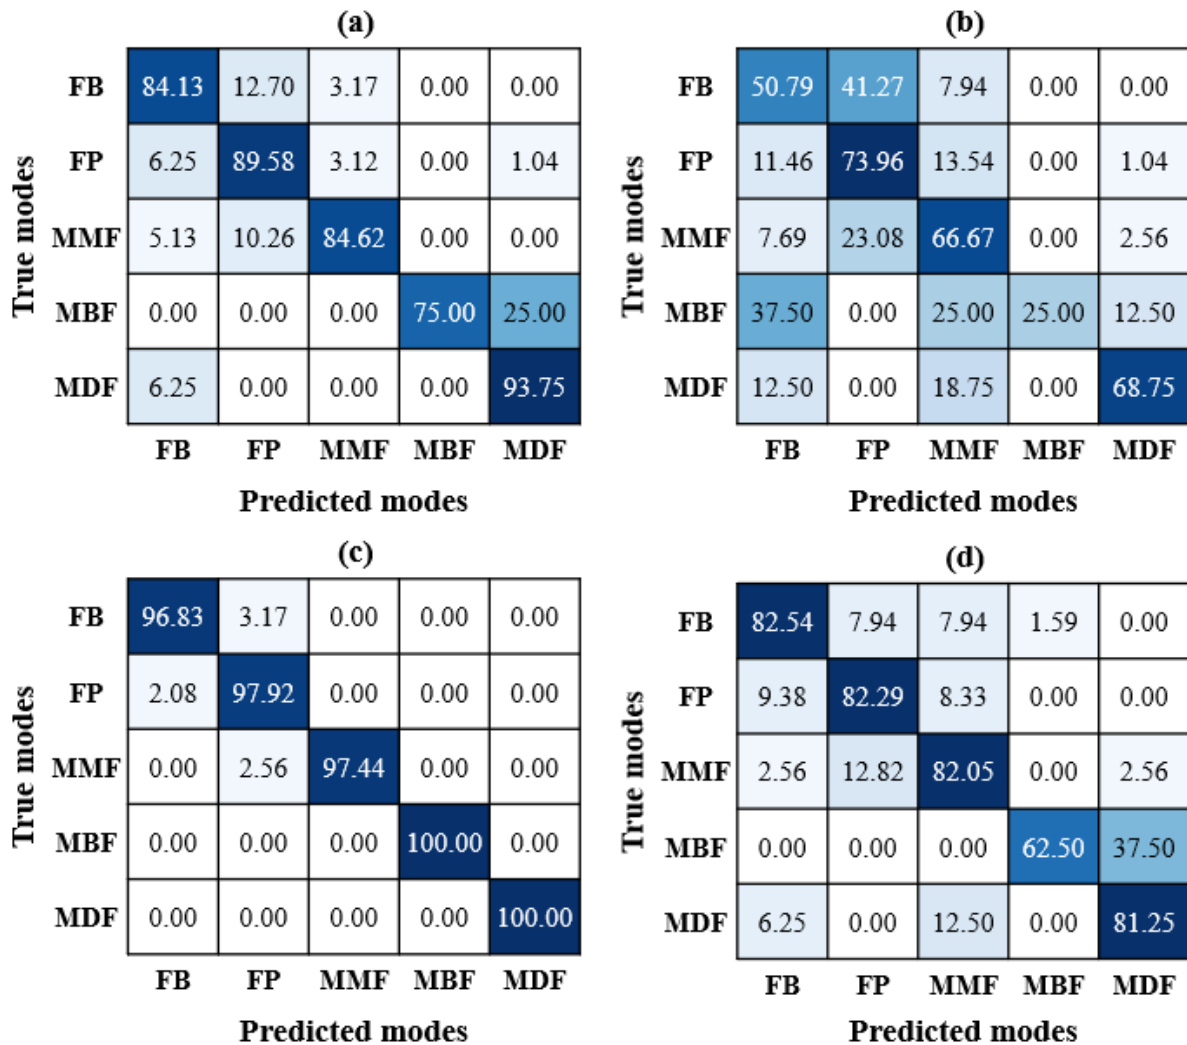 (a)
True modes
FB 84.13 12.70 3.17 0.00 0.00
FP 6.25 89.58 3.12 0.00 1.04
MMF 5.13 10.26 84.62 0.00 0.00
MBF 0.00 0.00 0.00 75.00 25.00
MDF 6.25 0.00 0.00 0.00 93.75
FB FP MMF MBF MDF
Predicted modes
(b)
True modes
FB 50.79 41.27 7.94 0.00 0.00
FP 11.46 73.96 13.54 0.00 1.04
MMF 7.69 23.08 66.67 0.00 2.56
MBF 37.50 0.00 25.00 25.00 12.50
MDF 12.50 0.00 18.75 0.00 68.75
FB FP MMF MBF MDF
Predicted modes
(c)
True modes
FB 96.83 3.17 0.00 0.00 0.00
FP 2.08 97.92 0.00 0.00 0.00
MMF 0.00 2.56 97.44 0.00 0.00
MBF 0.00 0.00 0.00 100.00 0.00
MDF 0.00 0.00 0.00 0.00 100.00
FB FP MMF MBF MDF
Predicted modes
(d)
True modes
FB 82.54 7.94 7.94 1.59 0.00
FP 9.38 82.29 8.33 0.00 0.00
MMF 2.56 12.82 82.05 0.00 2.56
MBF 0.00 0.00 0.00 62.50 37.50
MDF 6.25 0.00 12.50 0.00 81.25
FB FP MMF MBF MDF
Predicted modes